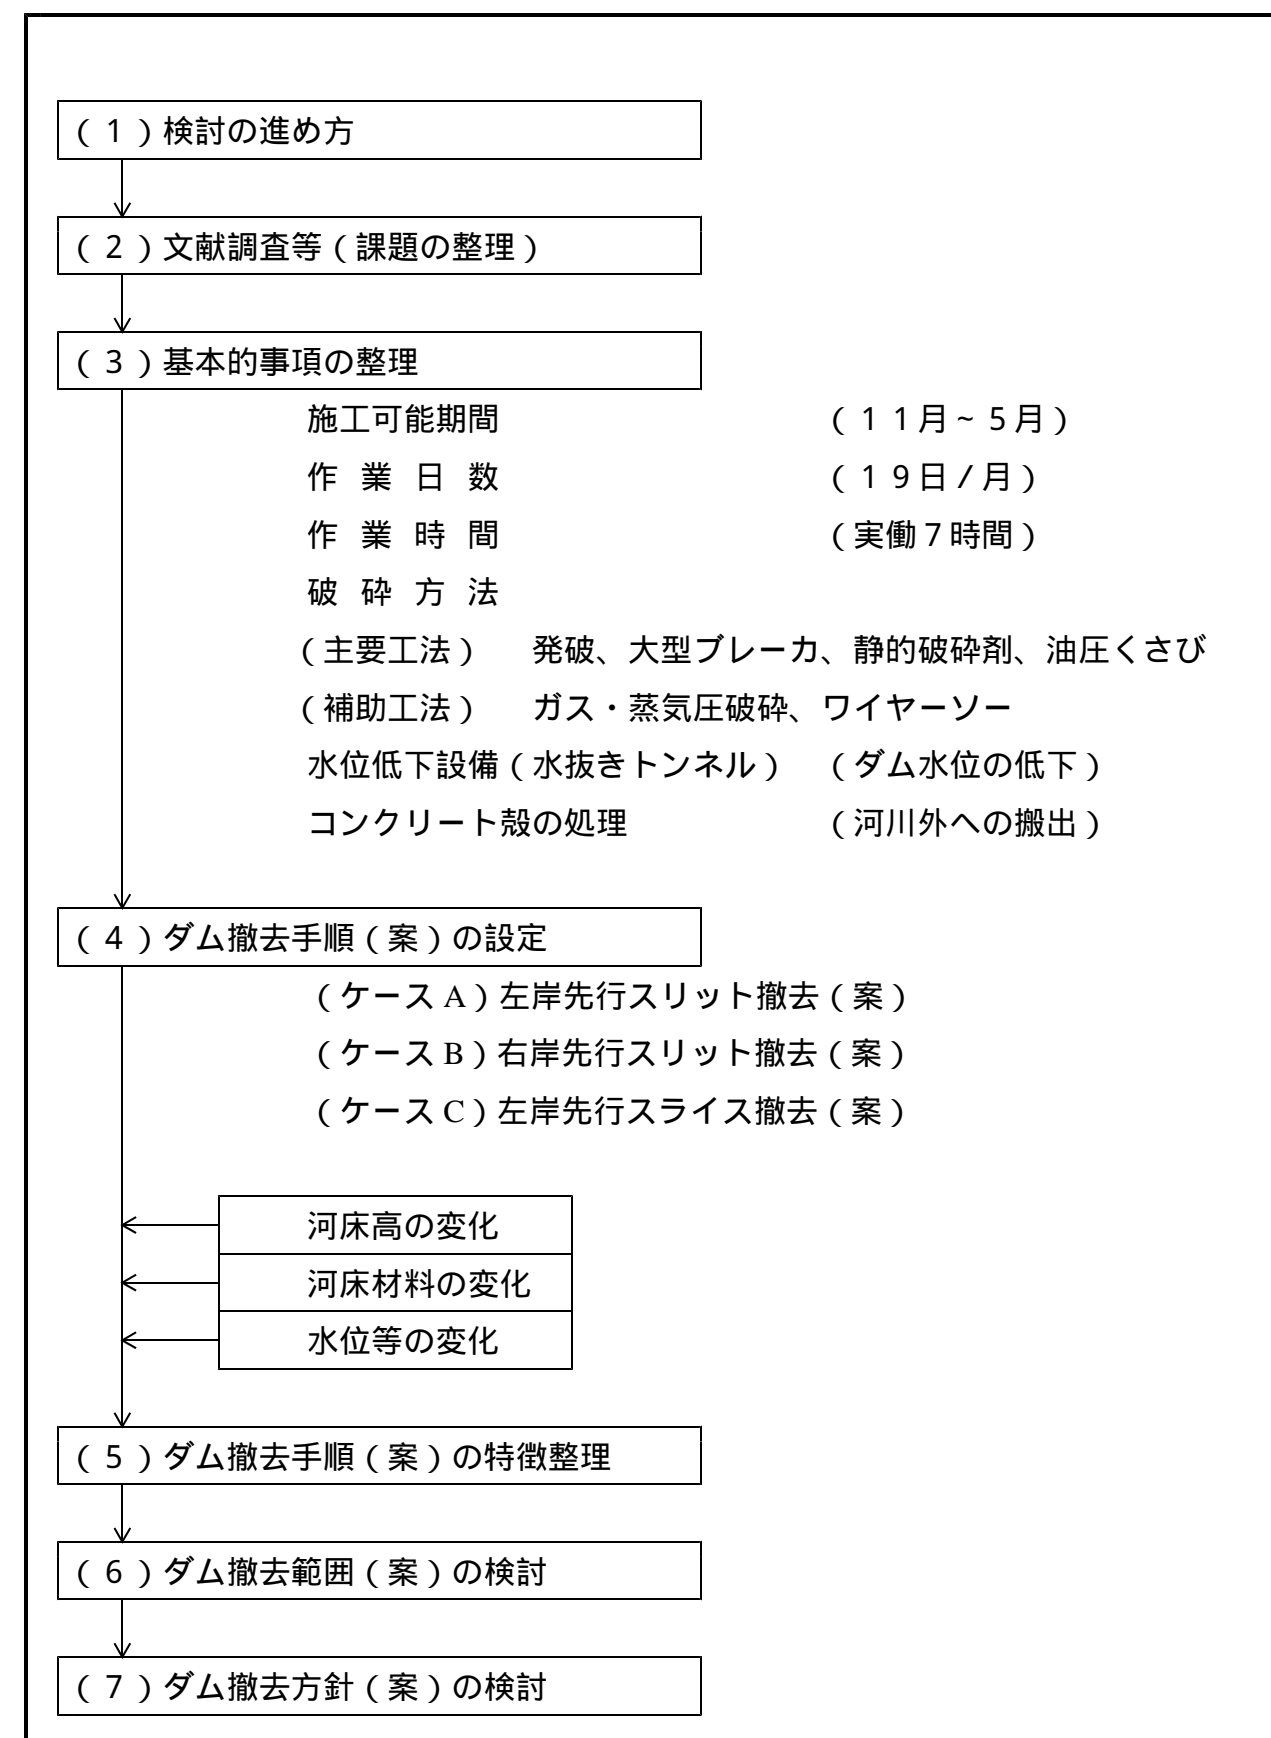 （１）検討の進め方
（２）文献調査等（課題の整理）
（３）基本的事項の整理
施工可能期間 （１１月～５月）
作業日数 （１９日／月）
作業時間 （実働７時間）
破砕方法
（主要工法） 発破、大型ブレーカ、静的破砕剤、油圧くさび
（補助工法） ガス・蒸気圧破砕、ワイヤーソー
水位低下設備（水抜きトンネル） （ダム水位の低下）
コンクリート殻の処理 （河川外への搬出）
（４）ダム撤去手順（案）の設定
（ケースA）左岸先行スリット撤去（案）
（ケースB）右岸先行スリット撤去（案）
（ケースC）左岸先行スライス撤去（案）
河床高の変化
河床材料の変化
水位等の変化
（５）ダム撤去手順（案）の特徴整理
（６）ダム撤去範囲（案）の検討
（７）ダム撤去方針（案）の検討